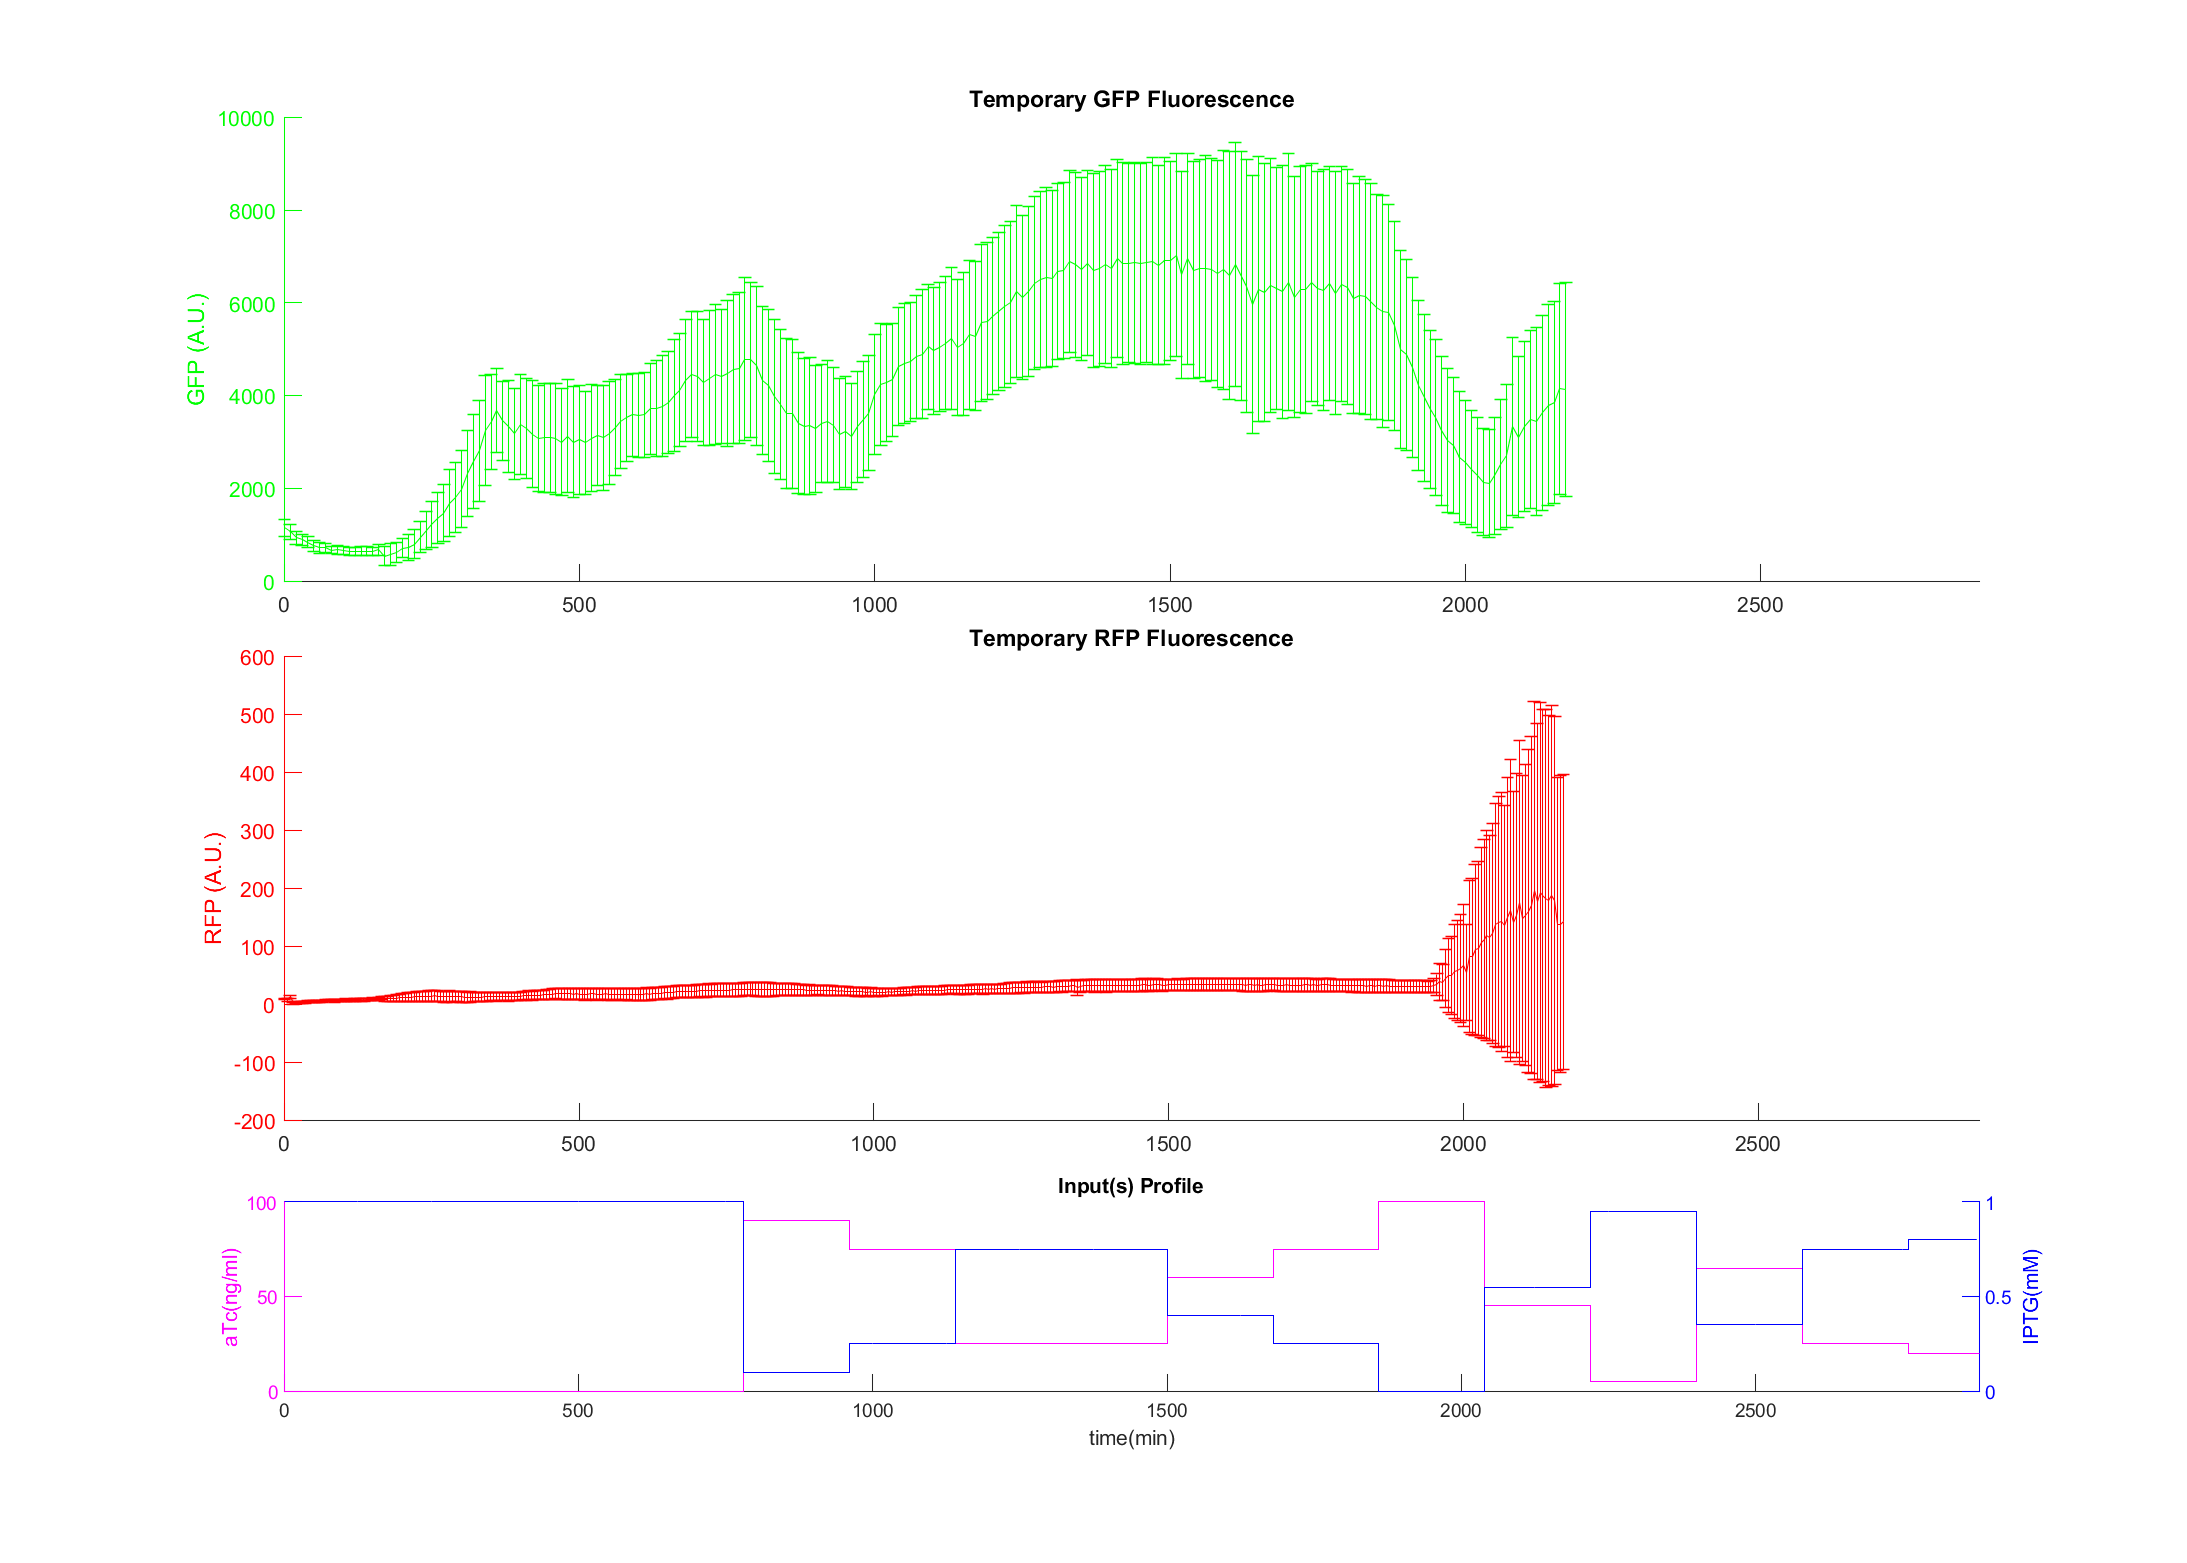 Temporary GFP Fluorescence
10000
8000
6000
4000
2000
0
GFP (A.U.)
0 500 1000 1500 2000 2500
Temporary RFP Fluorescence
600
500
400
300
200
100
0
-100
-200
RFP (A.U.)
0 500 1000 1500 2000 2500
Input(s) Profile
100
50
0
aTc(ng/ml)
1
0.5
0
IPTG(mM)
0 500 1000 1500 2000 2500
time(min)